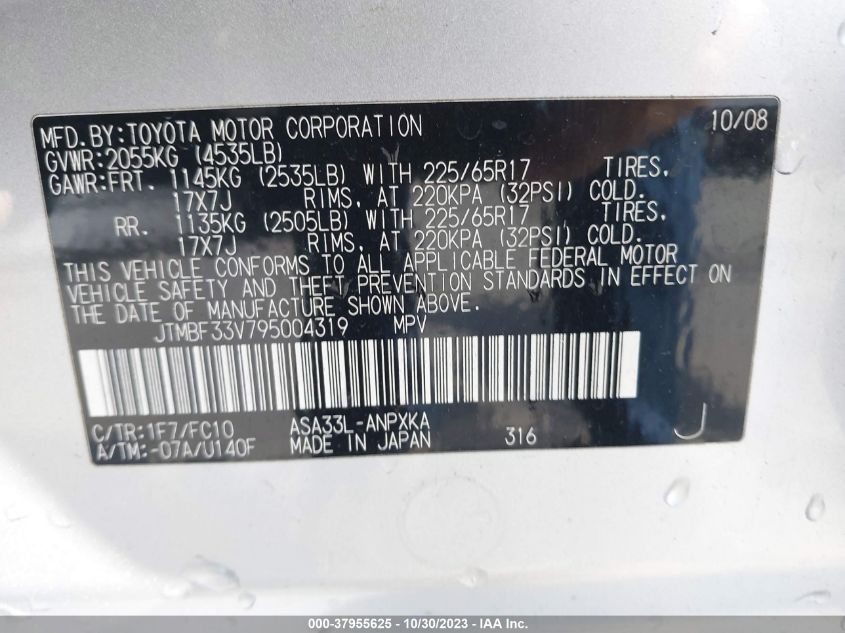 MFD.BY:TOYOTA MOTOR CORPORATION 10/08
GVWR:2055KG (4535LB)
GAWR:FRT. 1145KG (2535LB) WITH 225/65R17 TIRES,
17X7J RIMS, AT 220KPA (32PSI) COLD.
RR. 1135KG (2505LB) WITH 225/65R17 TIRES,
17X7J RIMS, AT 220KPA (32PSI) COLD.
THIS VEHICLE CONFORMS TO ALL APPLICABLE FEDERAL MOTOR
VEHICLE SAFETY AND THEFT PREVENTION STANDARDS IN EFFECT ON
THE DATE OF MANUFACTURE SHOWN ABOVE.
JTMBF33V795004319 MPV
C/TR:1F7/FC10 ASA33L-ANPXKA
A/TM:-07A/U140F MADE IN JAPAN 316 J
000-37955625 - 10/30/2023 - IAA Inc.